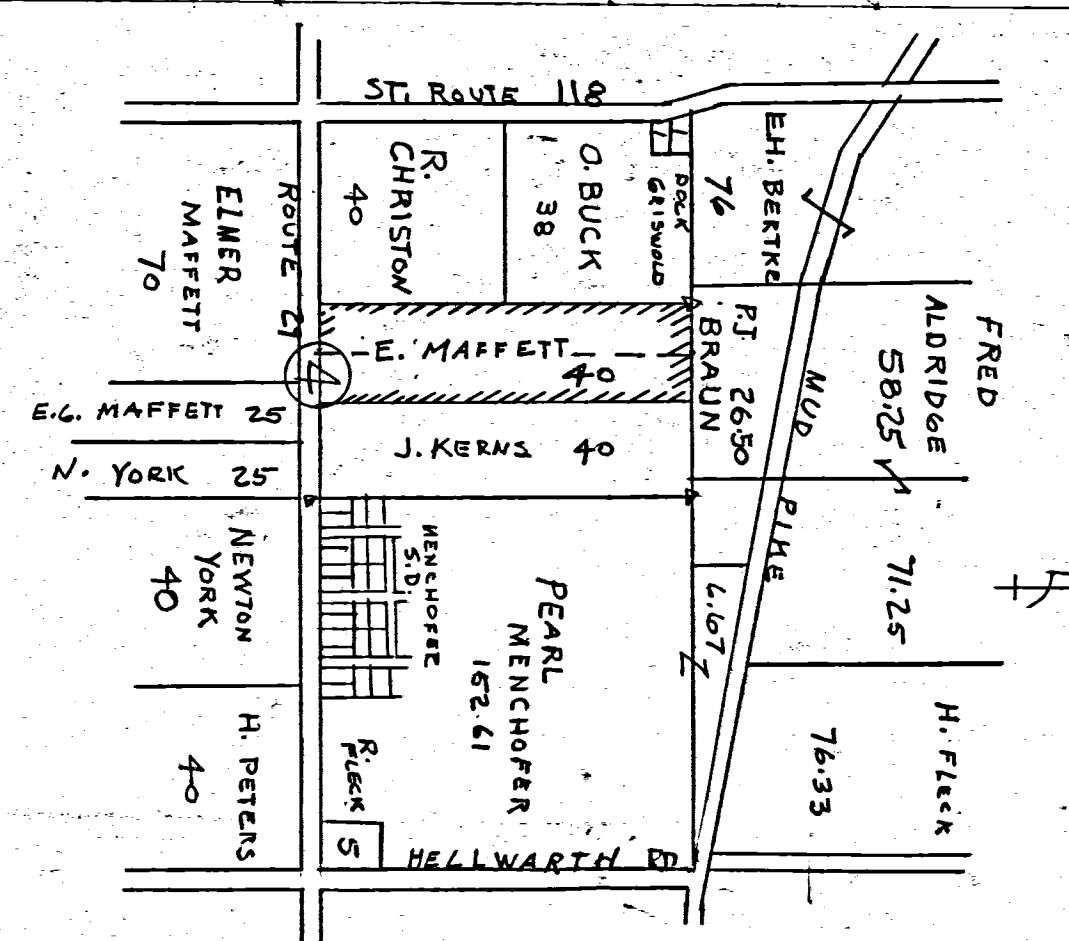 ST. ROUTE 118
ROUTE 29
ELMER
MAFFETT
70
R.
CHRISTON
40
O. BUCK
38
DOCK
GRISWOLD
E.H. BERTKE
76
FRED
ALDRIDGE
58.25
P.J. BRAUN
26.50
MUD PIKE
E. MAFFETT
40
4
E.G. MAFFETT 25
N. YORK 25
J. KERNS 40
NEWTON
YORK
40
MENCHOFER
S.D.
PEARL
MENCHOFER
152.61
6.67
71.25
H. FLECK
76.33
H. PETERS
40
R.
FLECK
5
HELLWARTH RD